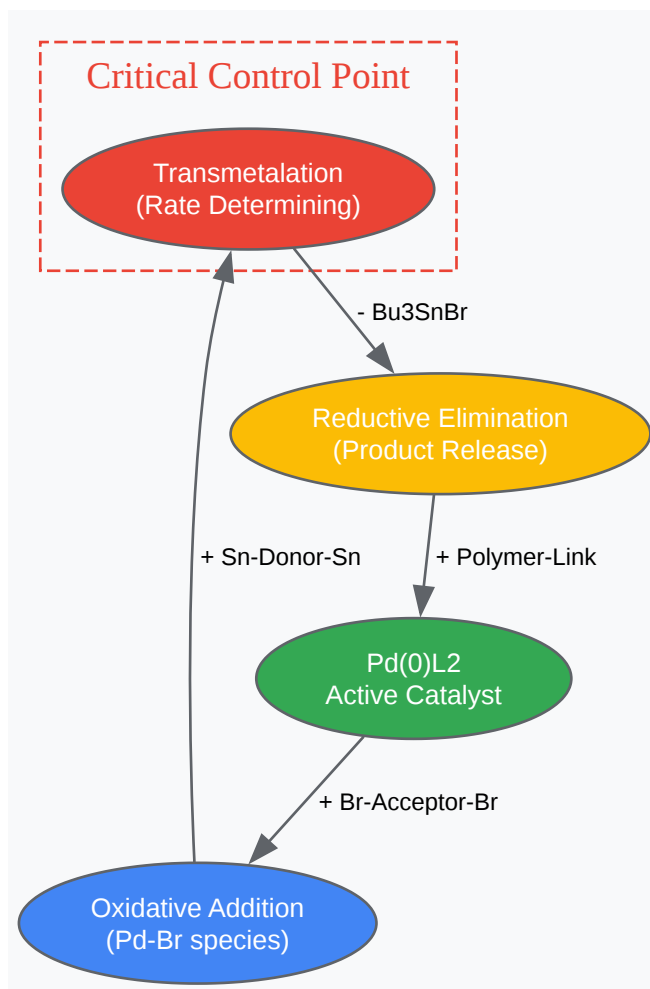 Critical Control Point
Transmetalation
(Rate Determining)
- Bu3SnBr
Reductive Elimination
(Product Release)
+ Sn-Donor-Sn
+ Polymer-Link
Pd(0)L2
Active Catalyst
+ Br-Acceptor-Br
Oxidative Addition
(Pd-Br species)